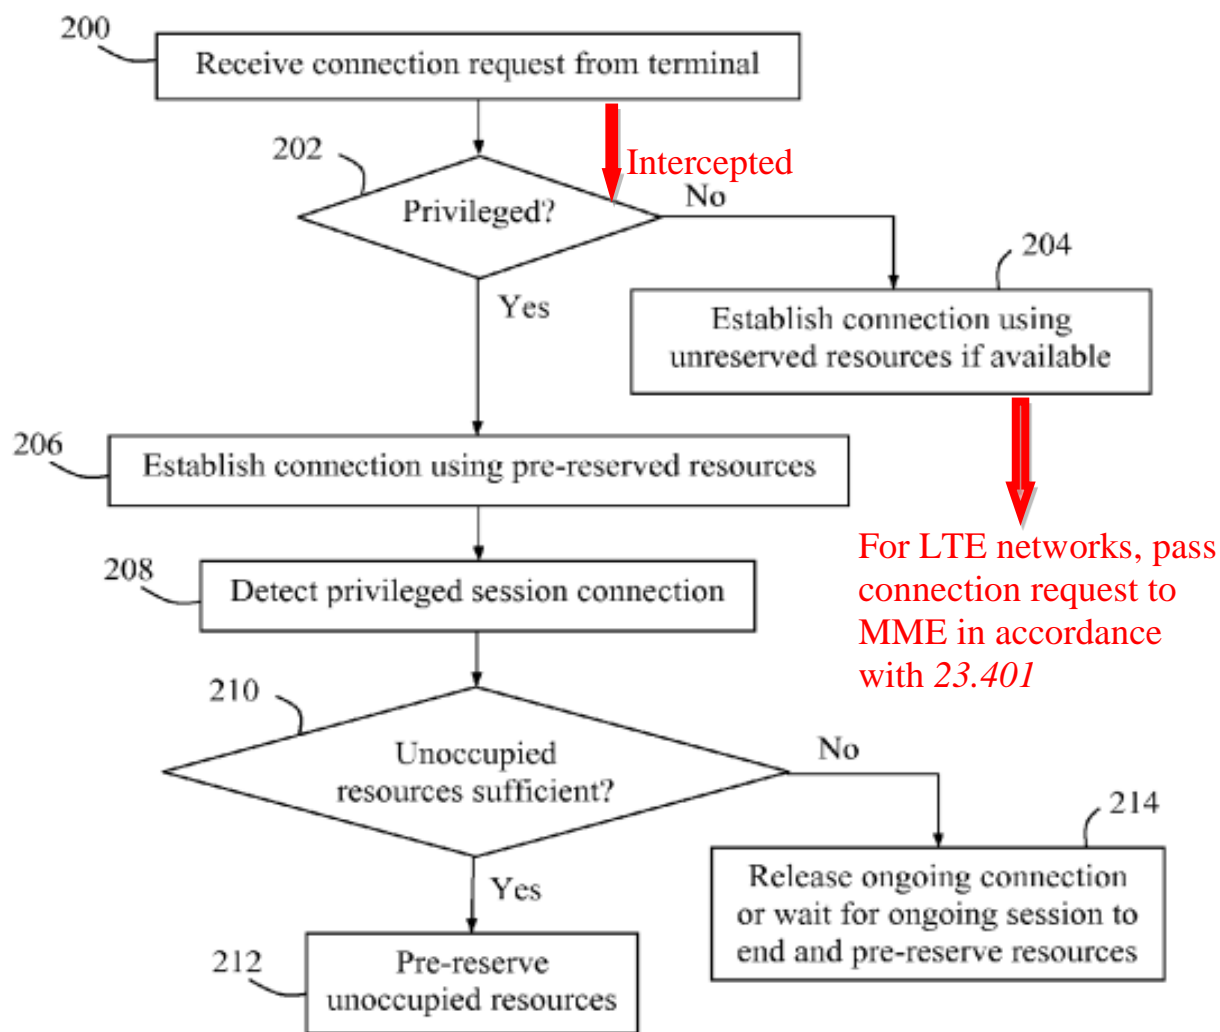 200
Receive connection request from terminal
202
Intercepted
Privileged?
No
204
Yes
Establish connection using
unreserved resources if available
206
Establish connection using pre-reserved resources
For LTE networks, pass
connection request to
MME in accordance
with 23.401
208
Detect privileged session connection
210
Unoccupied
resources sufficient?
No
214
Yes
Release ongoing connection
or wait for ongoing session to
end and pre-reserve resources
212
Pre-reserve
unoccupied resources